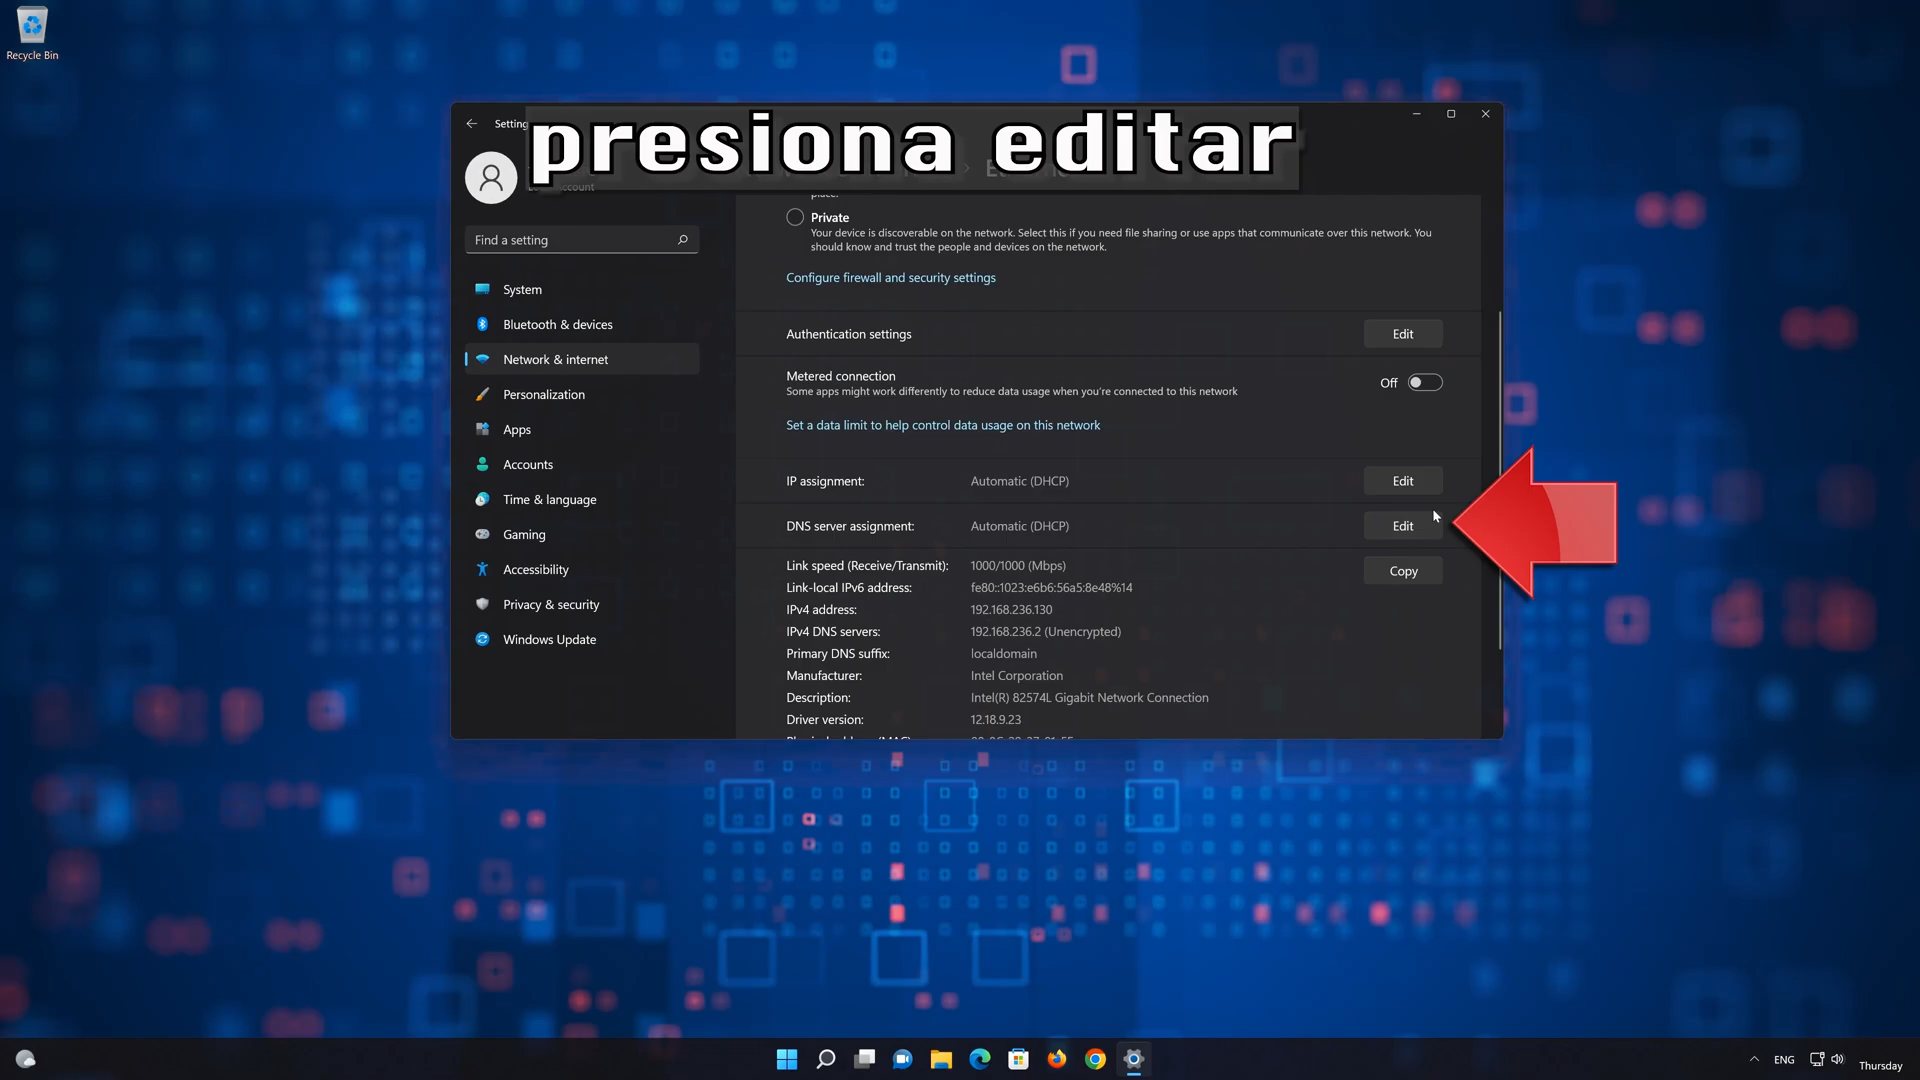 Recycle Bin
presiona editar
Find a setting
System
Bluetooth & devices
Network & internet
Personalization
Apps
Accounts
Time & language
Gaming
Accessibility
Privacy & security
Windows Update
Private
Your device is discoverable on the network. Select this if you need file sharing or use apps that communicate over this network. You
should know and trust the people and devices on the network.
Configure firewall and security settings
Authentication settings Edit
Metered connection
Some apps might work differently to reduce data usage when you're connected to this network
Off
Set a data limit to help control data usage on this network
IP assignment: Automatic (DHCP) Edit
DNS server assignment: Automatic (DHCP) Edit
Link speed (Receive/Transmit): 1000/1000 (Mbps) Copy
Link-local IPv6 address: fe80::1023:e6b6:56a5:8e48%14
IPv4 address: 192.168.236.130
IPv4 DNS servers: 192.168.236.2 (Unencrypted)
Primary DNS suffix: localdomain
Manufacturer: Intel Corporation
Description: Intel(R) 82574L Gigabit Network Connection
Driver version: 12.18.9.23
ENG
Thursday